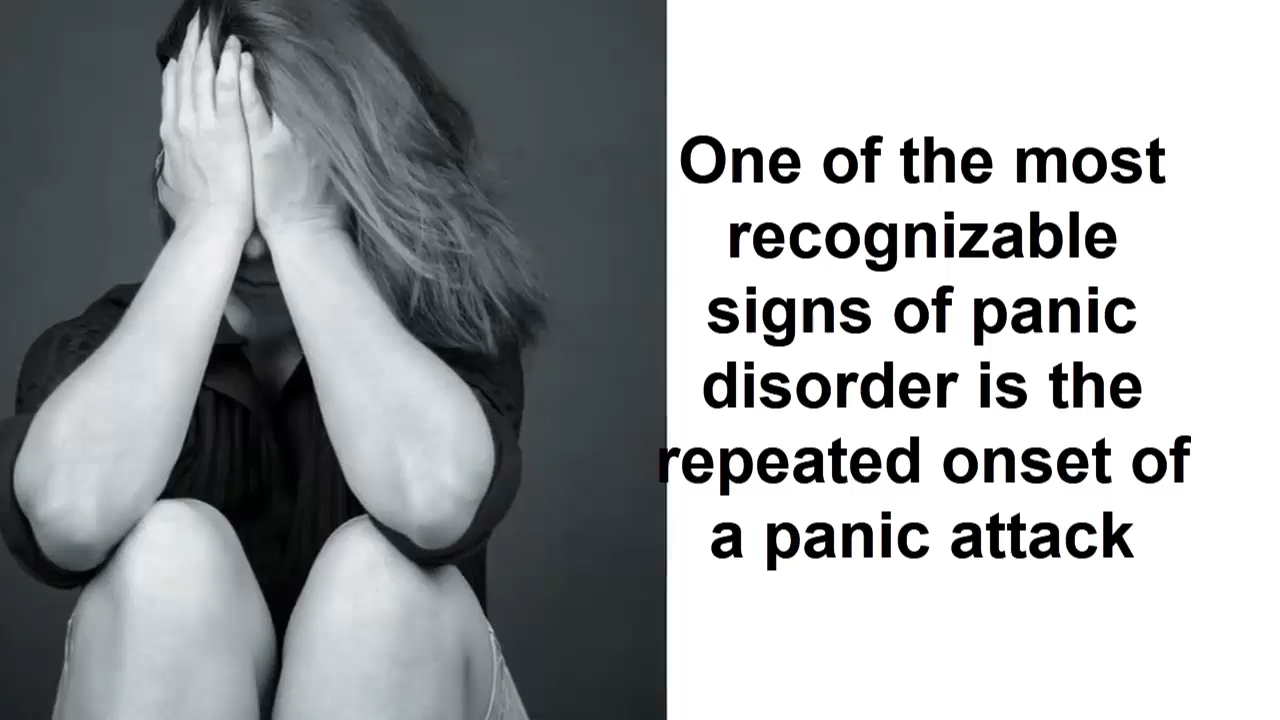 One of the most
recognizable
signs of panic
disorder is the
repeated onset of
a panic attack